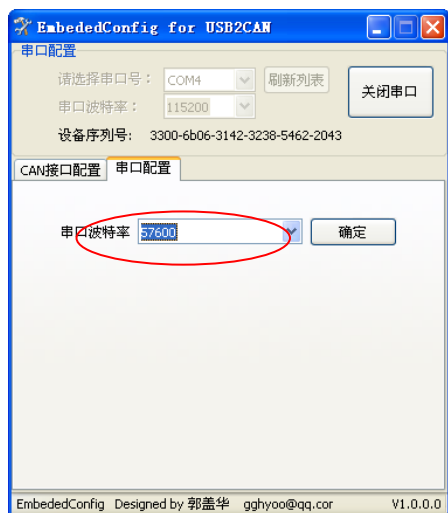 EmbededConfig for USB2CAN
串口配置
请选择串口号： COM4 刷新列表
关闭串口
串口波特率： 115200
设备序列号： 3300-6b06-3142-3238-5462-2043
CAN接口配置 串口配置
串口波特率 57600 确定
EmbededConfig Designed by 郭盖华 gghyoo@qq.cor V1.0.0.0